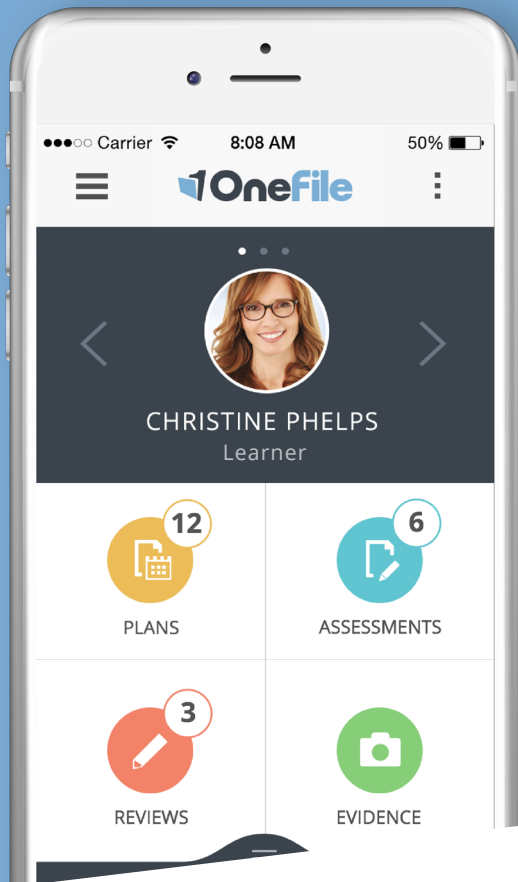 Carrier 8:08 AM 50%
OneFile
CHRISTINE PHELPS
Learner
12
6
PLANS ASSESSMENTS
3
REVIEWS EVIDENCE